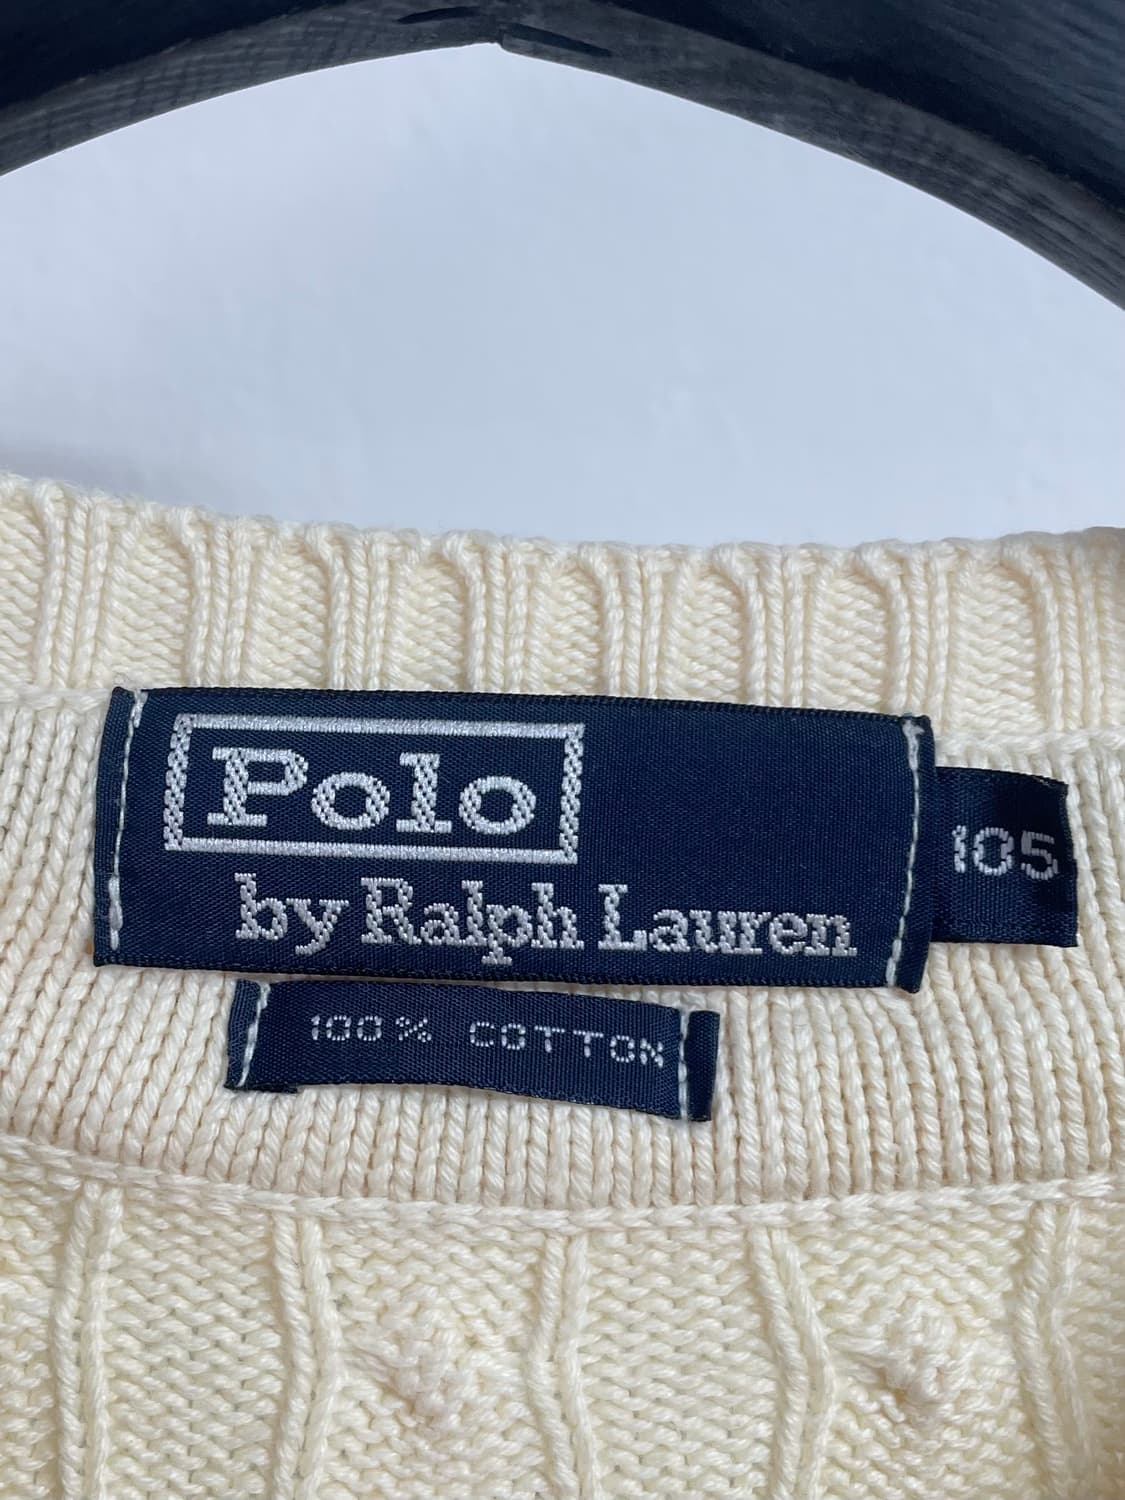 Polo
by Ralph Lauren
105
100% COTTON